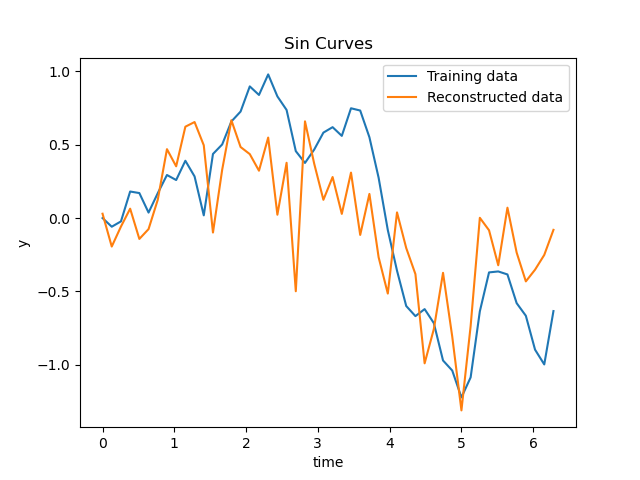 Sin Curves
Training data
Reconstructed data
1.0
0.5
0.0
−0.5
−1.0
y
0 1 2 3 4 5 6
time